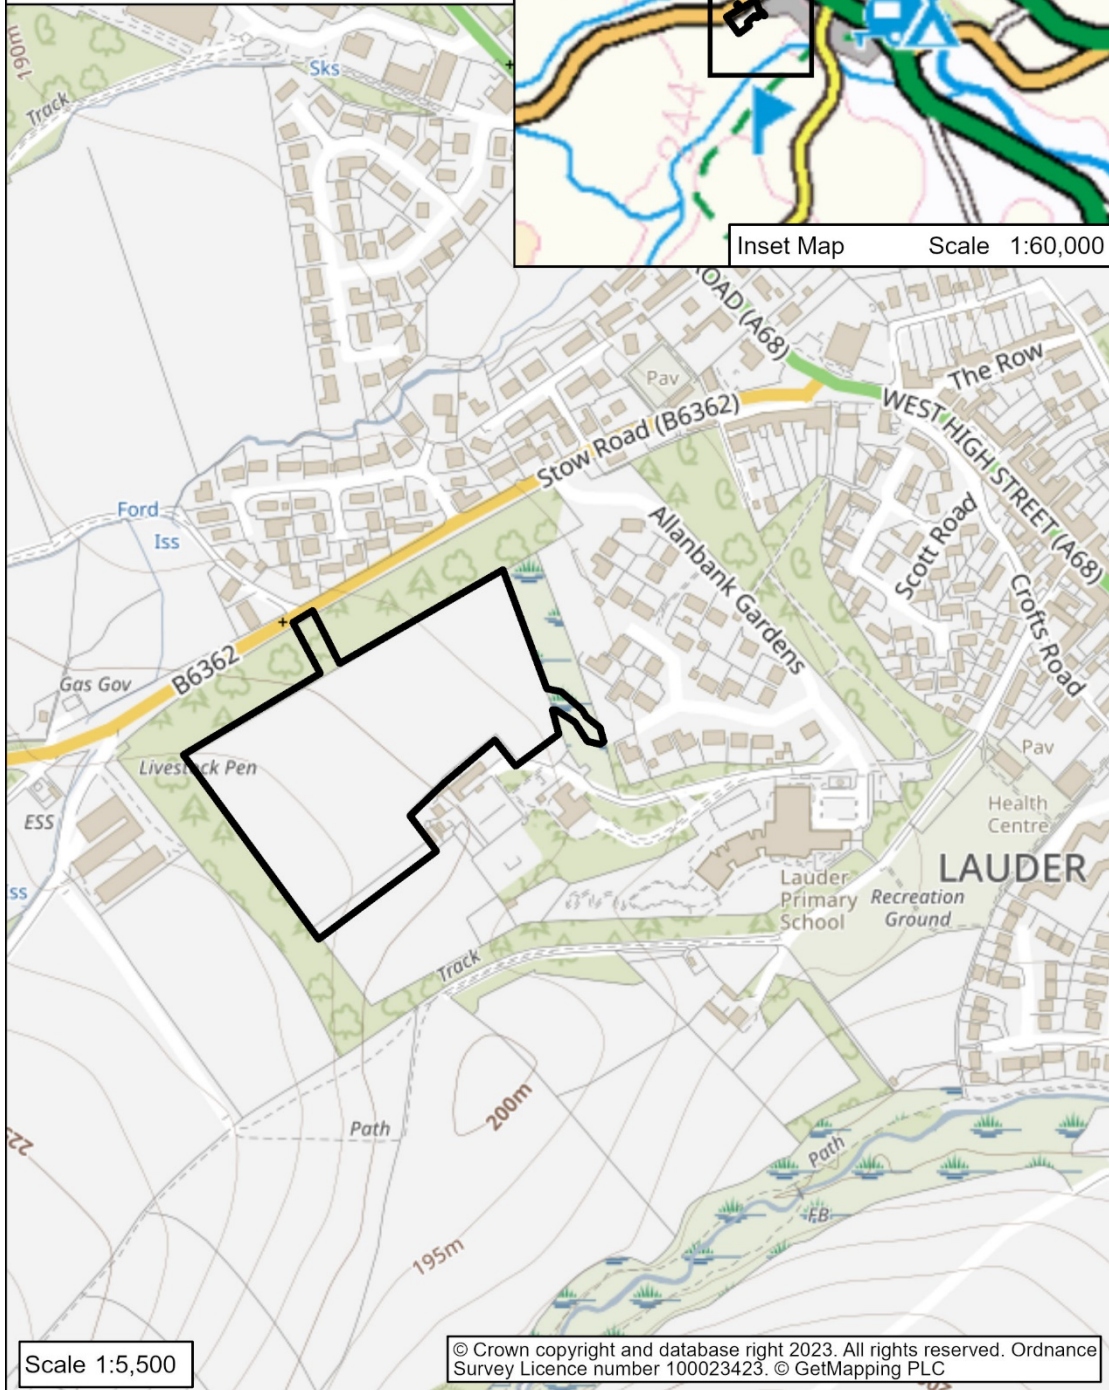 190m
Track
Sks
244
Inset Map Scale 1:60,000
ROAD (A68)
The Row
Pav
WEST HIGH STREET (A68)
Stow Road (B6362)
Ford
Iss
Allanbank Gardens
Scott Road
Crofts Road
B6362
Gas Gov
Livestock Pen
ESS
Pav
Health
Centre
LAUDER
Lauder
Primary
School
Recreation
Ground
Track
200m
Path
Path
FB
195m
Scale 1:5,500
© Crown copyright and database right 2023. All rights reserved. Ordnance
Survey Licence number 100023423. © GetMapping PLC